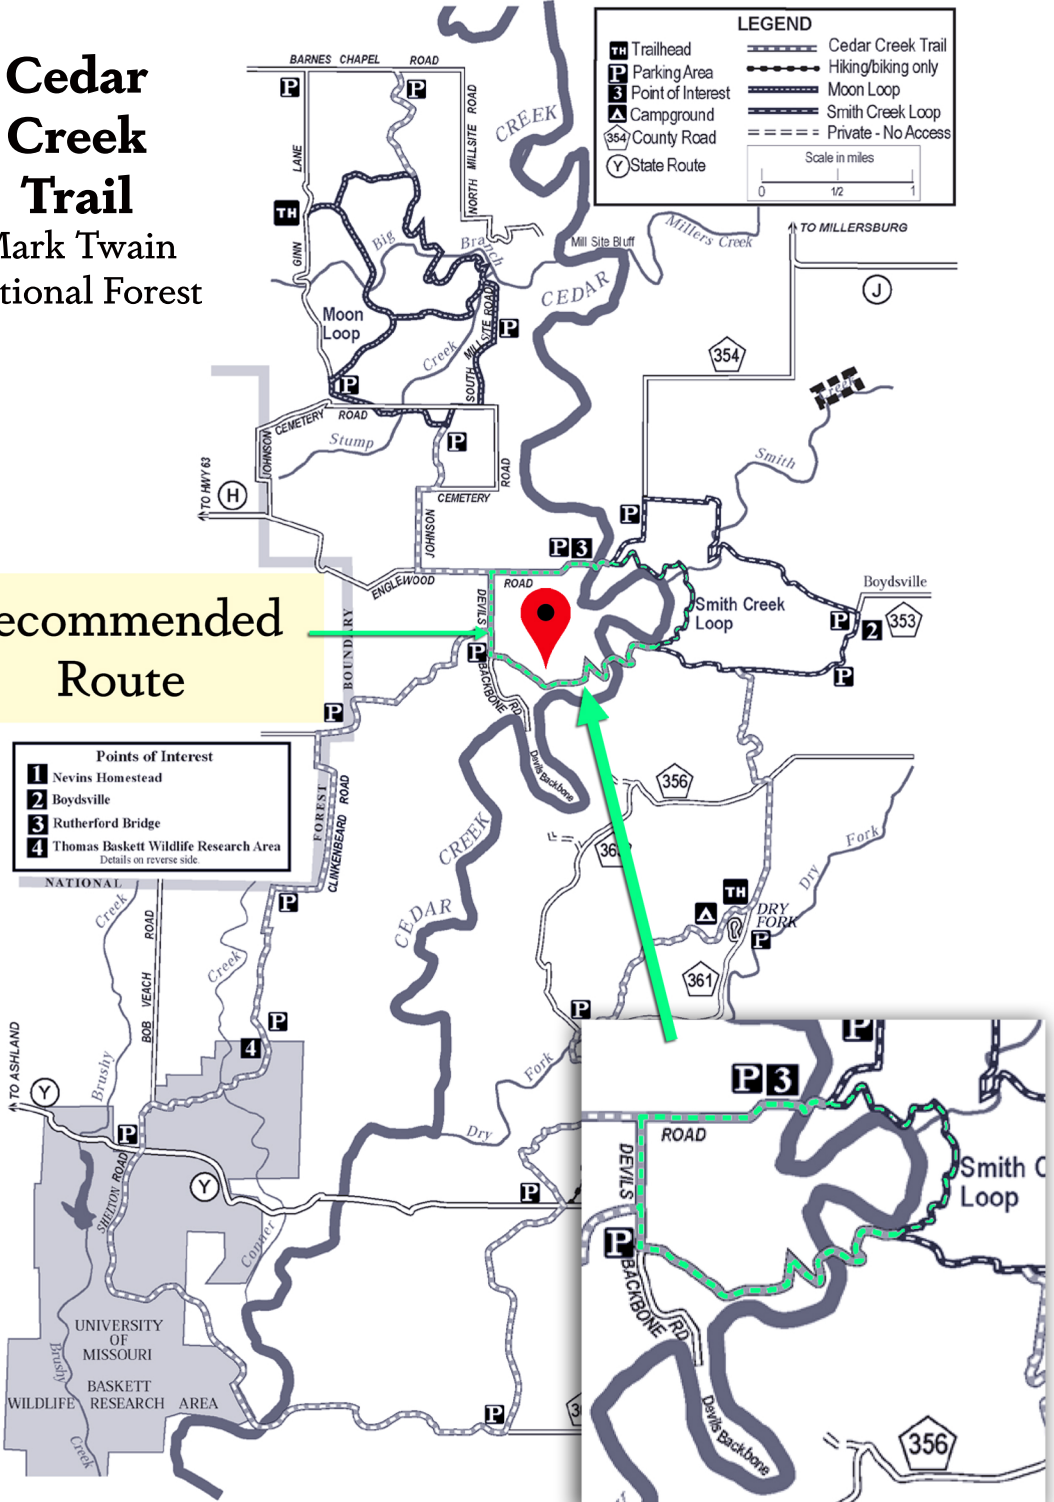 Cedar
Creek
Trail
Mark Twain
tional Forest
LEGEND
TH Trailhead
P Parking Area
3 Point of Interest
Campground
354 County Road
Y State Route
Cedar Creek Trail
Hiking/biking only
Moon Loop
Smith Creek Loop
Private - No Access
Scale in miles
0 1/2 1
BARNES CHAPEL ROAD
P
P
NORTH MILLSITE ROAD
GINN LANE
TH
CREEK
Big Branch
Mill Site Bluff
Millers Creek
CEDAR
TO MILLERSBURG
J
Moon
Loop
SOUTH MILLSITE ROAD
P
Creek
354
P
Creek
CEMETERY ROAD
Stump
P
JOHNSON
Smith
TO HWY 63
H
ROAD
CEMETERY
P
JOHNSON
P 3
ENGLEWOOD
ROAD
Boydsville
DEVILS
Smith Creek
Loop
P
2
353
ecommended
Route
BOUNDARY
P
BACKBONE RD
P
P
Points of Interest
1 Nevins Homestead
2 Boydsville
3 Rutherford Bridge
4 Thomas Baskett Wildlife Research Area
Details on reverse side.
Devils Backbone
356
FOREST
CLINKENBEARD ROAD
CREEK
Dry Fork
NATIONAL
Creek
P
CEDAR
TH
DRY
FORK
P
BOB VEACH ROAD
Creek
361
P
P
4
TO ASHLAND
Y
Brushy
Fork
Dry
P
SHELTON ROAD
Y
P
Conner
UNIVERSITY
OF
MISSOURI
BASKETT
WILDLIFE RESEARCH AREA
Brushy
Creek
P
P
P 3
ROAD
DEVILS
Smith C
Loop
P
BACKBONE RD
Devils Backbone
356